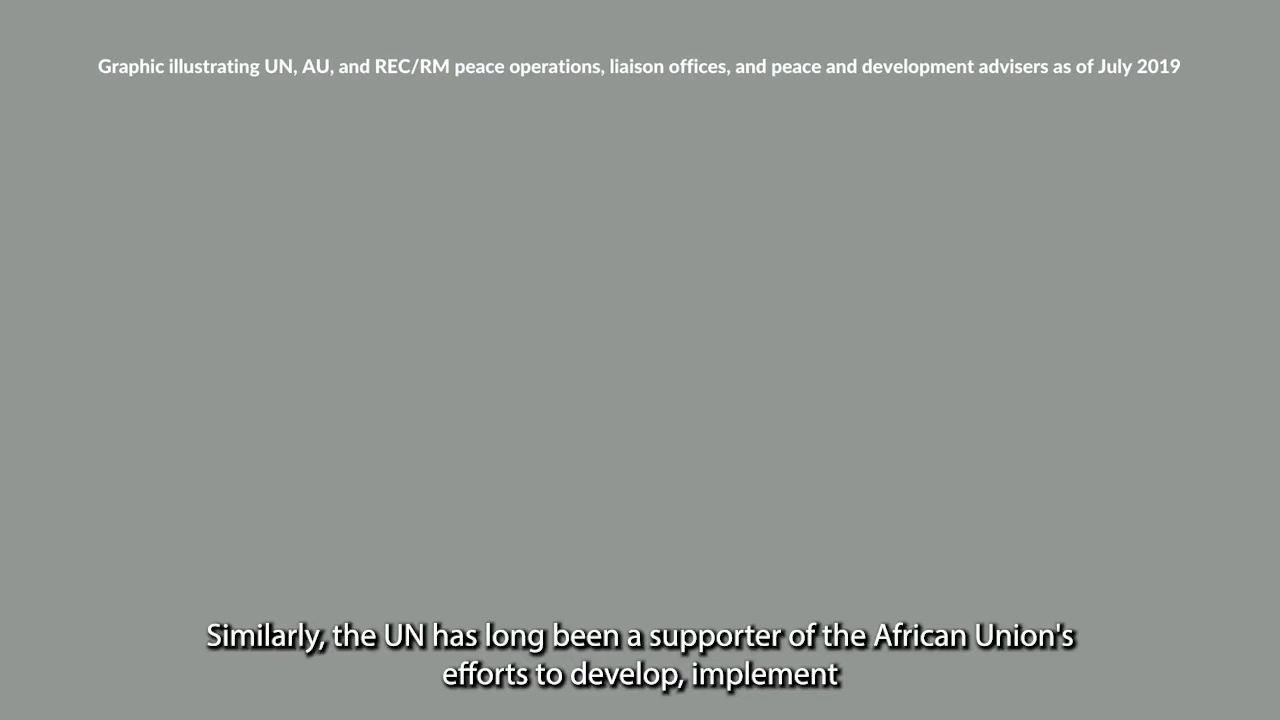 Graphic illustrating UN, AU, and REC/RM peace operations, liaison offices, and peace and development advisers as of July 2019
Similarly, the UN has long been a supporter of the African Union's
efforts to develop, implement